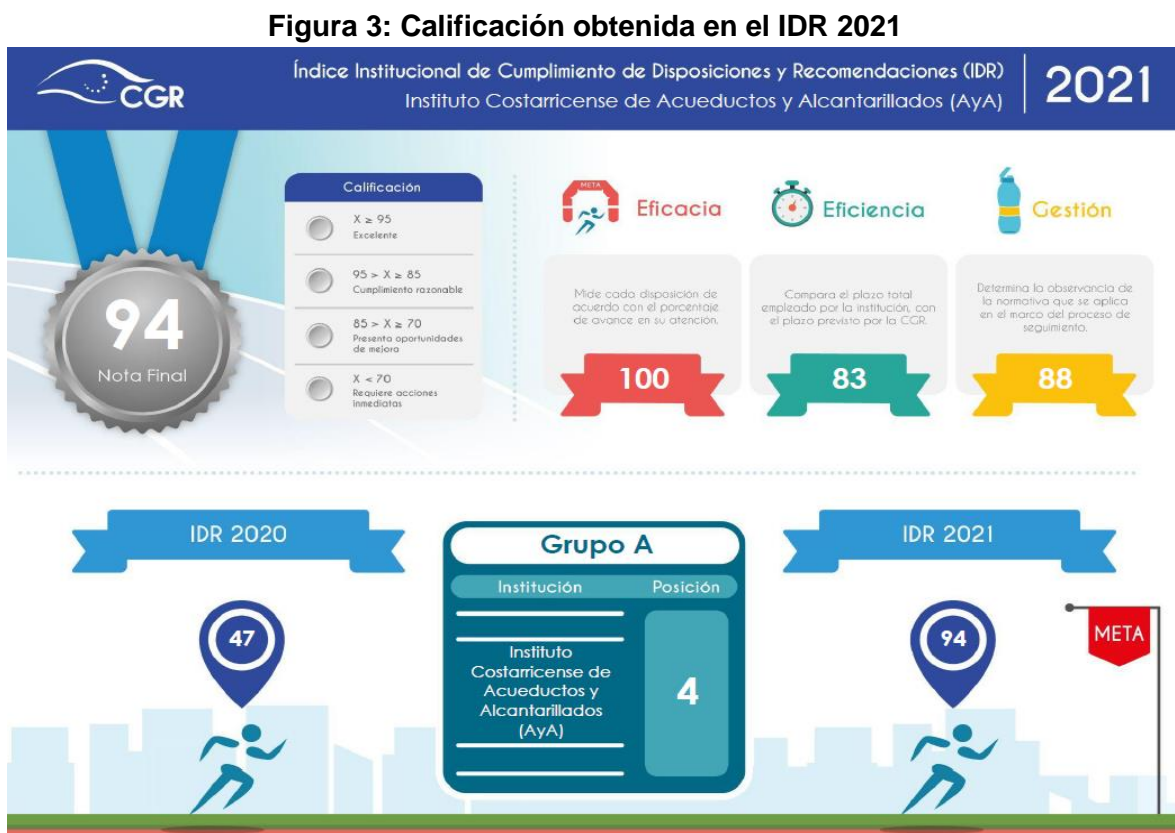 Figura 3: Calificación obtenida en el IDR 2021
CGR
Índice Institucional de Cumplimiento de Disposiciones y Recomendaciones (IDR)
Instituto Costarricense de Acueductos y Alcantarillados (AyA)
2021
94
Nota Final
Calificación
X ≥ 95
Excelente
95 > X ≥ 85
Cumplimiento razonable
85 > X ≥ 70
Presenta oportunidades
de mejora
X < 70
Requiere acciones
inmediatas
META
Eficacia
Mide cada disposición de
acuerdo con el porcentaje
de avance en su atención.
100
Eficiencia
Compara el plazo total
empleado por la institución, con
el plazo previsto por la CGR.
83
Gestión
Determina la observancia de
la normativa que se aplica
en el marco del proceso de
seguimiento.
88
IDR 2020
47
Grupo A
Institución Posición
Instituto
Costarricense de
Acueductos y
Alcantarillados
(AyA)
4
IDR 2021
94
META